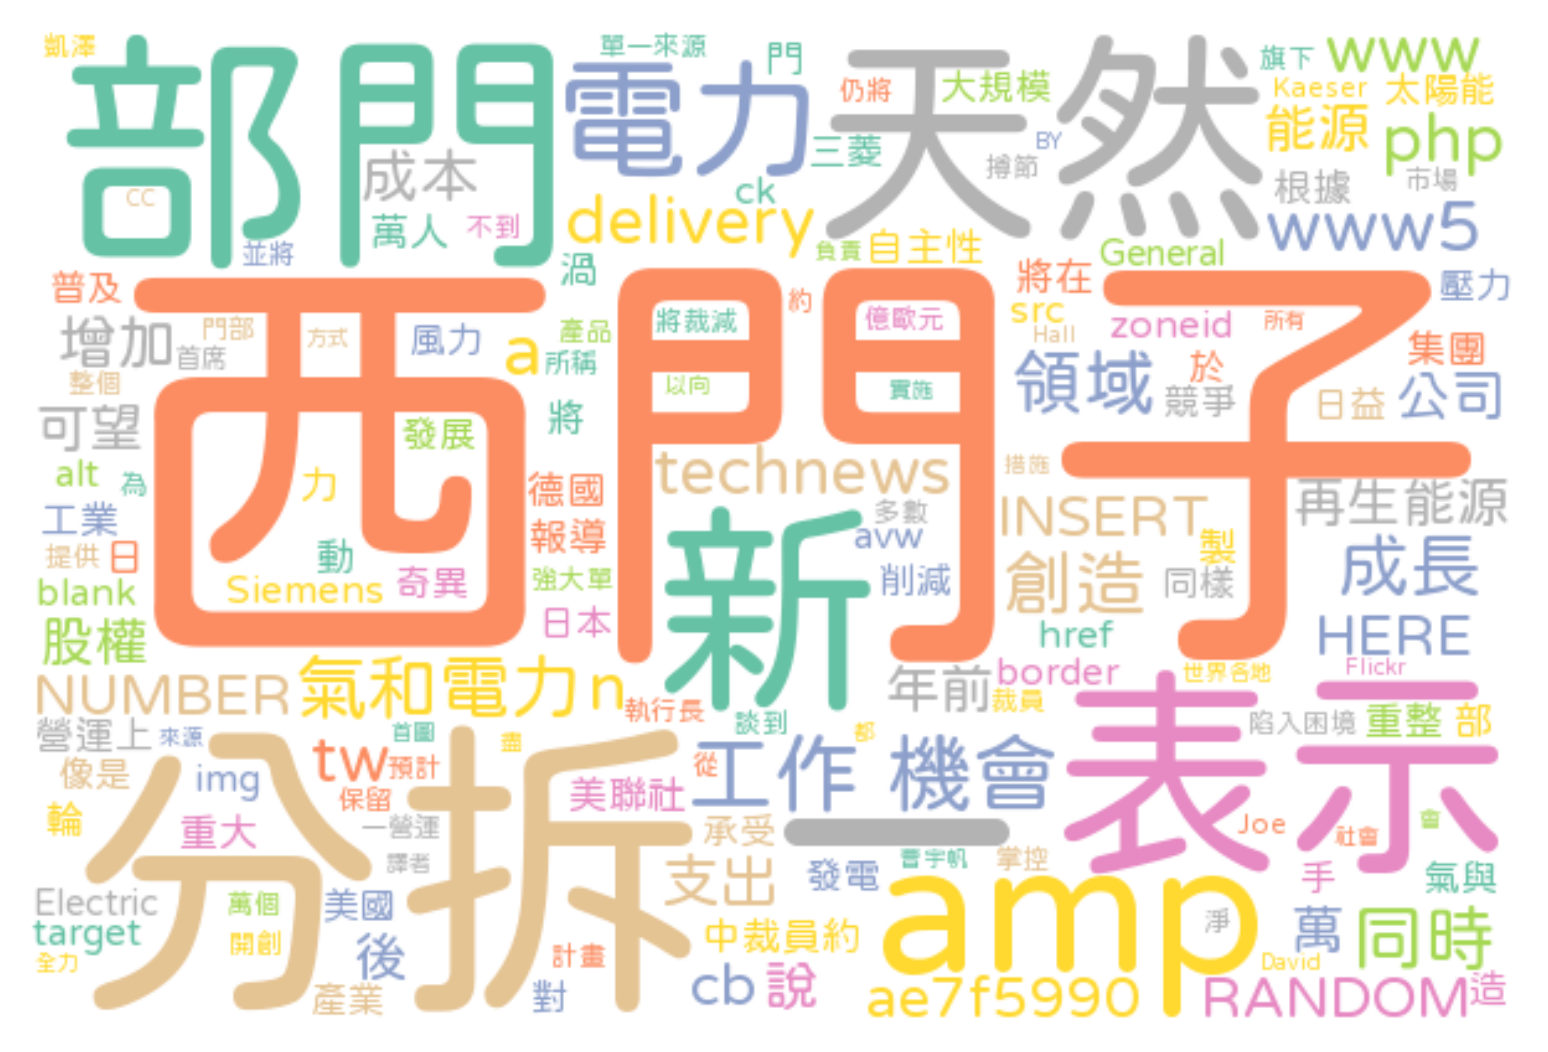 凱澤
部門
單一來源
門
電力
天然
仍將
大規模
旗下
www
Kaeser
太陽能
能源
php
三菱
BY
撙節
成本
CC
ck
根據
市場
萬人
不到
delivery
www5
並將
負責
自主性
General
普及
渦
將在
壓力
西門子
約
將裁減
億歐元
src
zoneid
所有
Hall
增加
門部
首席
方式
風力
產品
a
所稱
領域
於
集團
整個
以向
實施
競爭
日益
公司
可望
將
發展
technews
措施
alt
為
力
德國
INSERT
再生能源
工業
報導
新
多數
avw
製
提供
日
動
成長
blank
Siemens
奇異
強大單
削減
創造
同樣
股權
日本
href
HERE
NUMBER
氣和電力
n
年前
border
世界各地
Flickr
裁員
執行長
表示
營運上
來源
首圖
盡
談到
都
陷入困境
重整
部
分拆
tw
預計
從
工作 機會
像是
img
保留
美聯社
輪
重大
一營運
承受
一
Joe
社會
會
譯者
支出
發電
曹宇帆
掌控
手
氣與
Electric
萬個
美國
amp
淨
萬
同時
target
開創
後
計畫
中裁員約
全力
David
產業
對
cb
說
ae7f5990
RANDOM
造